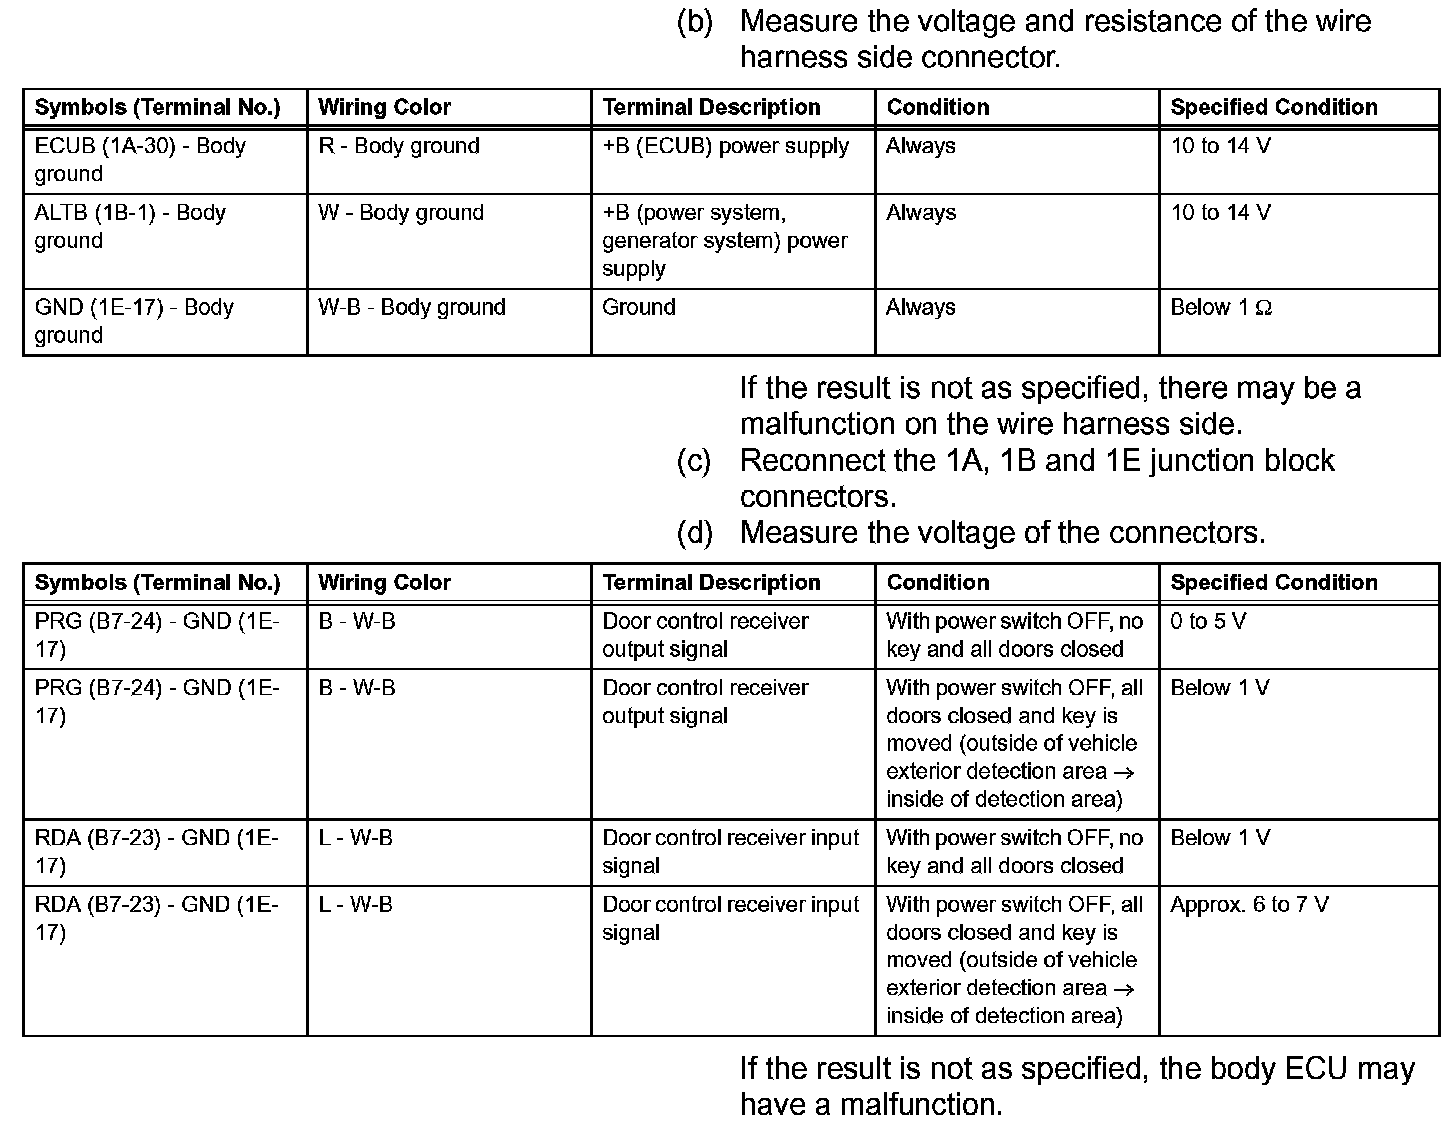 (b) Measure the voltage and resistance of the wire
harness side connector.
Symbols (Terminal No.) Wiring Color Terminal Description Condition Specified Condition
ECUB (1A-30) - Body R - Body ground +B (ECUB) power supply Always 10 to 14 V
ground
ALTB (1B-1) - Body W - Body ground +B (power system, Always 10 to 14 V
ground generator system) power
supply
GND (1E-17) - Body W-B - Body ground Ground Always Below 1 Ω
ground
If the result is not as specified, there may be a
malfunction on the wire harness side.
(c) Reconnect the 1A, 1B and 1E junction block
connectors.
(d) Measure the voltage of the connectors.
Symbols (Terminal No.) Wiring Color Terminal Description Condition Specified Condition
PRG (B7-24) - GND (1E- B - W-B Door control receiver With power switch OFF, no 0 to 5 V
17) output signal key and all doors closed
PRG (B7-24) - GND (1E- B - W-B Door control receiver With power switch OFF, all Below 1 V
17) output signal doors closed and key is
moved (outside of vehicle
exterior detection area →
inside of detection area)
RDA (B7-23) - GND (1E- L - W-B Door control receiver input With power switch OFF, no Below 1 V
17) signal key and all doors closed
RDA (B7-23) - GND (1E- L - W-B Door control receiver input With power switch OFF, all Approx. 6 to 7 V
17) signal doors closed and key is
moved (outside of vehicle
exterior detection area →
inside of detection area)
If the result is not as specified, the body ECU may
have a malfunction.